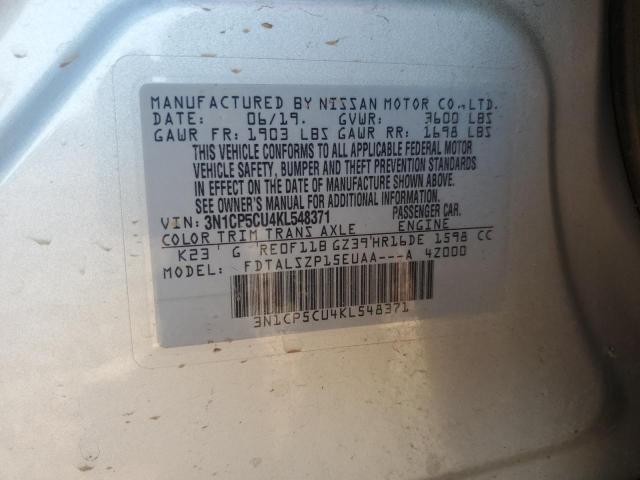 MANUFACTURED BY NISSAN MOTOR CO.,LTD.
DATE: 06/19. GVWR: 3600 LBS
GAWR FR: 1903 LBS GAWR RR: 1698 LBS
THIS VEHICLE CONFORMS TO ALL APPLICABLE FEDERAL MOTOR
VEHICLE SAFETY, BUMPER AND THEFT PREVENTION STANDARDS
IN EFFECT ON THE DATE OF MANUFACTURE SHOWN ABOVE.
SEE OWNER'S MANUAL FOR ADDITIONAL INFORMATION.
VIN: 3N1CP5CU4KL548371 PASSENGER CAR.
COLOR TRIM TRANS AXLE ENGINE
K23 ' G RE0F11B GZ39'HR16DE 1598 CC
MODEL: FDTALSZP15EUAA---A 4Z000
3N1CP5CU4KL548371